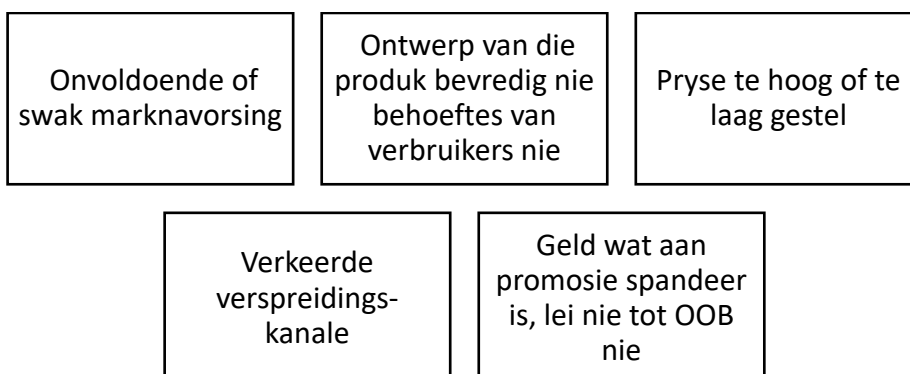 Onvoldoende of
swak marknavorsing
Ontwerp van die
produk bevredig nie
behoeftes van
verbruikers nie
Pryse te hoog of te
laag gestel
Verkeerde
verspreidings-
kanale
Geld wat aan
promosie spandeer
is, lei nie tot OOB
nie